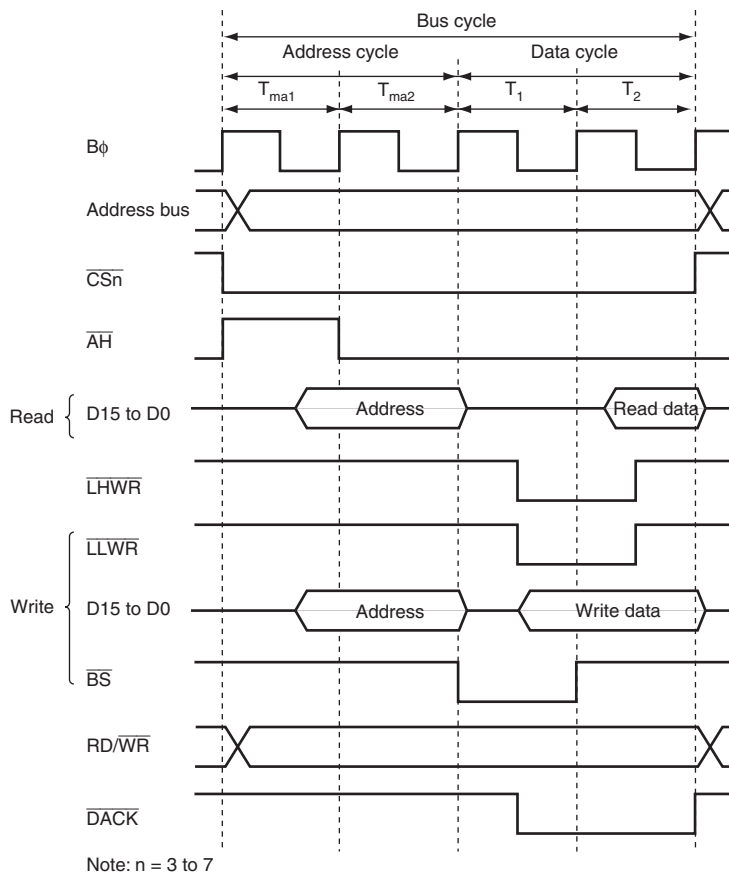 Bus cycle
Address cycle
Data cycle
Tma1
Tma2
T1
T2
Bϕ
Address bus
CSn
AH
Read
D15 to D0
Address
Read data
LHWR
LLWR
Write
D15 to D0
Address
Write data
BS
RD/WR
DACK
Note: n = 3 to 7